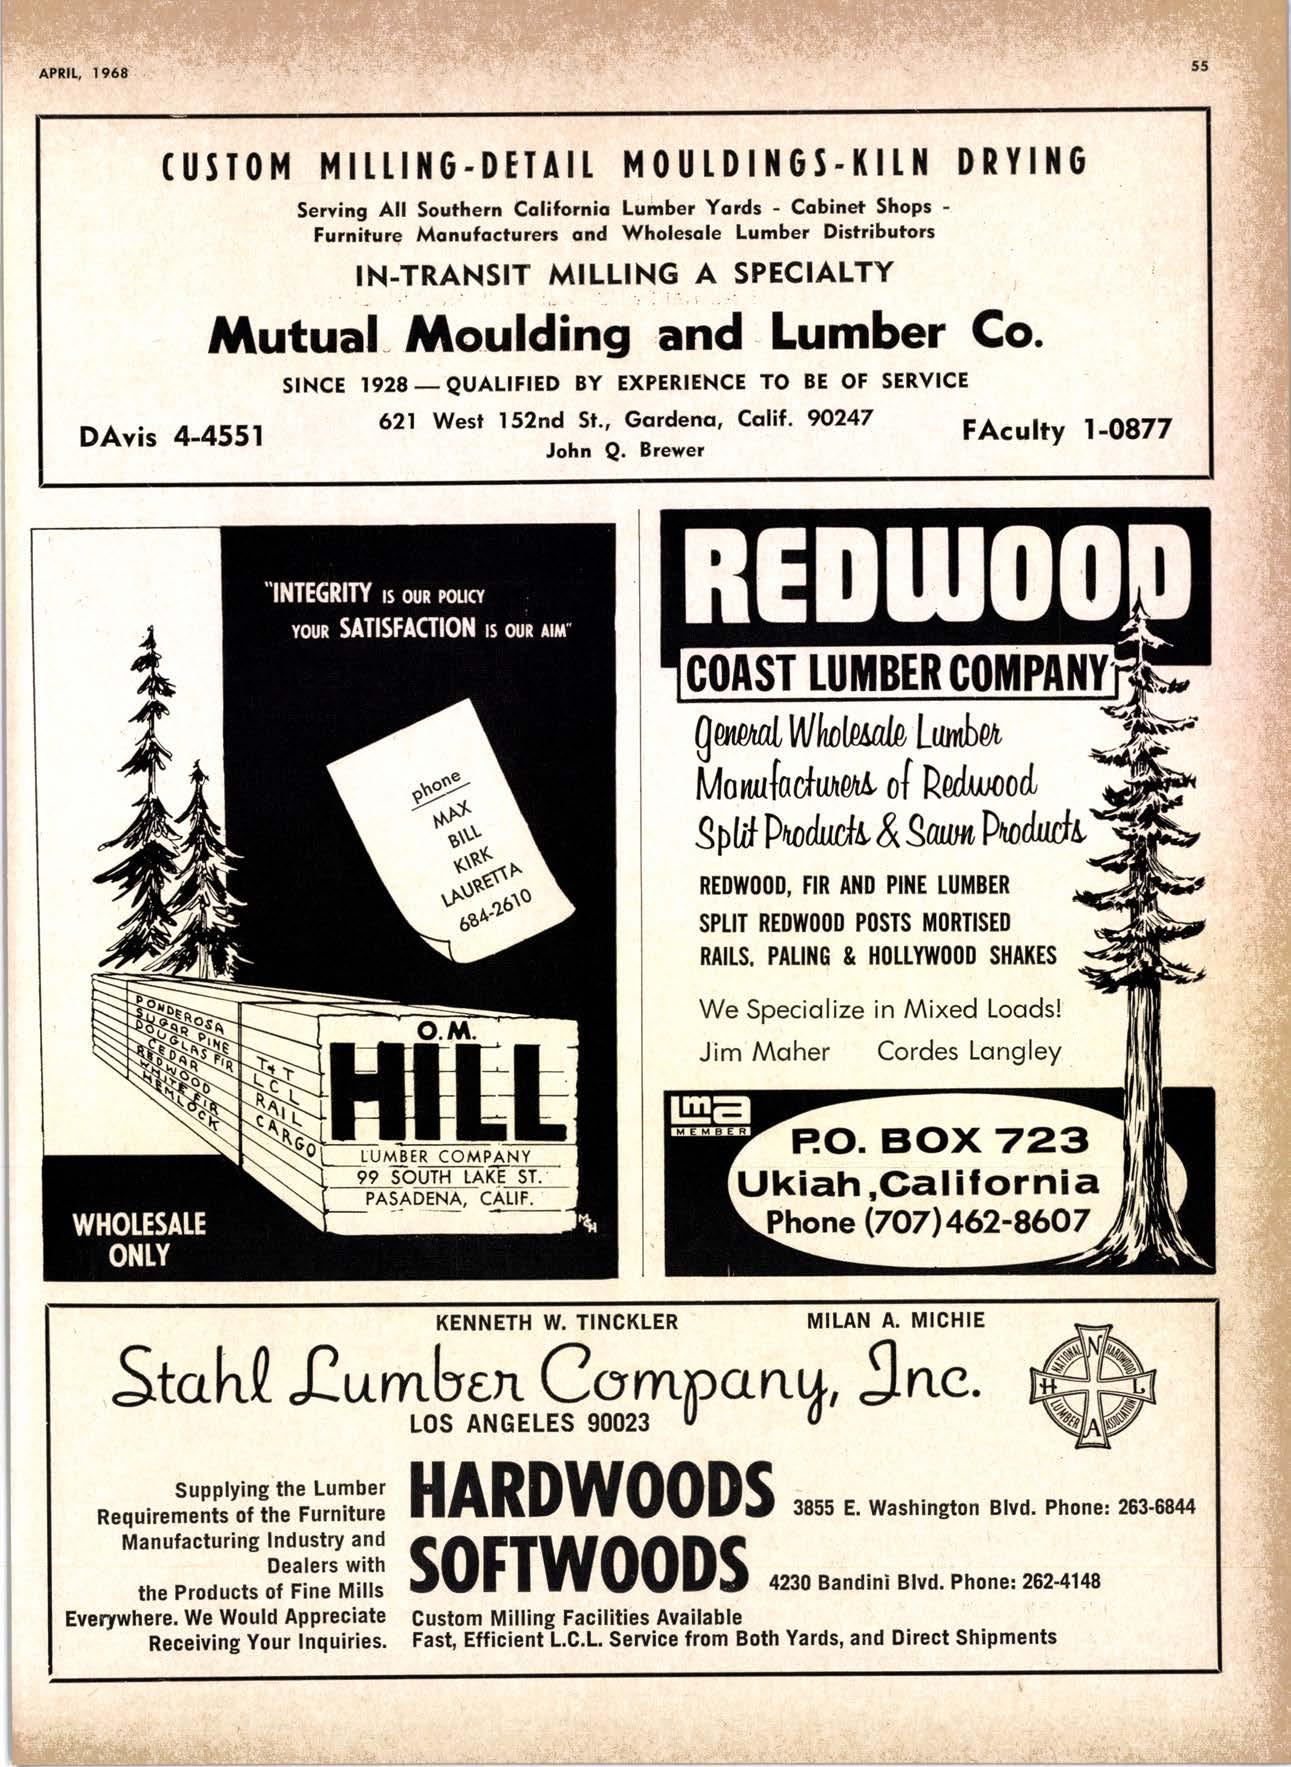 APRIL, 1968
55
CUSTOM MILLING-DETAIL MOULDINGS-KILN DRYING
Serving All Southern California Lumber Yards - Cabinet Shops -
Furniture Manufacturers and Wholesale Lumber Distributors
IN-TRANSIT MILLING A SPECIALTY
Mutual Moulding and Lumber Co.
SINCE 1928 — QUALIFIED BY EXPERIENCE TO BE OF SERVICE
DAvis 4-4551
621 West 152nd St., Gardena, Calif. 90247
John Q. Brewer
FAculty 1-0877
"INTEGRITY IS OUR POLICY
YOUR SATISFACTION IS OUR AIM"
phone
MAX
BILL
KIRK
LAURETTA
684-2610
PONDEROSA
SUGAR PINE
DOUGLAS FIR
CEDAR
REDWOOD
WHITE FIR
HEMLOCK
T & T
L C L
RAIL
CARGO
O.M.
HILL
LUMBER COMPANY
99 SOUTH LAKE ST.
PASADENA, CALIF.
McH
WHOLESALE
ONLY
REDWOOD
COAST LUMBER COMPANY
General Wholesale Lumber
Manufacturers of Redwood
Split Products & Sawn Products
REDWOOD, FIR AND PINE LUMBER
SPLIT REDWOOD POSTS MORTISED
RAILS, PALING & HOLLYWOOD SHAKES
We Specialize in Mixed Loads!
Jim Maher Cordes Langley
lma
MEMBER
P.O. BOX 723
Ukiah, California
Phone (707) 462-8607
KENNETH W. TINCKLER MILAN A. MICHIE
Stahl Lumber Company, Inc.
LOS ANGELES 90023
NATIONAL HARDWOOD
LUMBER ASSOCIATION
N H L A
Supplying the Lumber
Requirements of the Furniture
Manufacturing Industry and
Dealers with
the Products of Fine Mills
Everywhere. We Would Appreciate
Receiving Your Inquiries.
HARDWOODS
3855 E. Washington Blvd. Phone: 263-6844
SOFTWOODS
4230 Bandini Blvd. Phone: 262-4148
Custom Milling Facilities Available
Fast, Efficient L.C.L. Service from Both Yards, and Direct Shipments